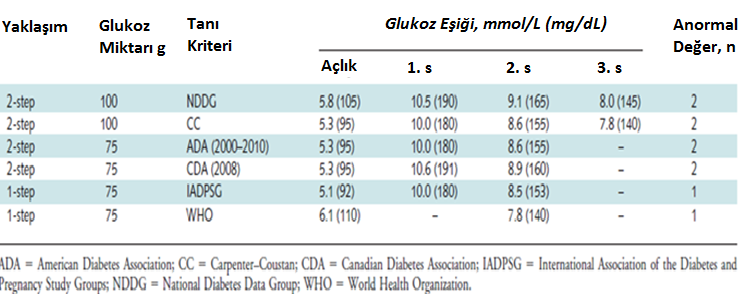 Yaklaşım Glukoz Miktarı g Tanı Kriteri Glukoz Eşiği, mmol/L (mg/dL) Anormal Değer, n
Açlık 1. s 2. s 3. s
2-step 100 NDDG 5.8 (105) 10.5 (190) 9.1 (165) 8.0 (145) 2
2-step 100 CC 5.3 (95) 10.0 (180) 8.6 (155) 7.8 (140) 2
2-step 75 ADA (2000–2010) 5.3 (95) 10.0 (180) 8.6 (155) – 2
2-step 75 CDA (2008) 5.3 (95) 10.6 (191) 8.9 (160) – 2
1-step 75 IADPSG 5.1 (92) 10.0 (180) 8.5 (153) – 1
1-step 75 WHO 6.1 (110) – 7.8 (140) – 1
ADA = American Diabetes Association; CC = Carpenter–Coustan; CDA = Canadian Diabetes Association; IADPSG = International Association of the Diabetes and
Pregnancy Study Groups; NDDG = National Diabetes Data Group; WHO = World Health Organization.